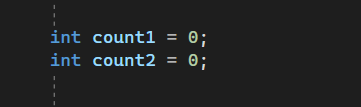 int count1 = 0;
int count2 = 0;